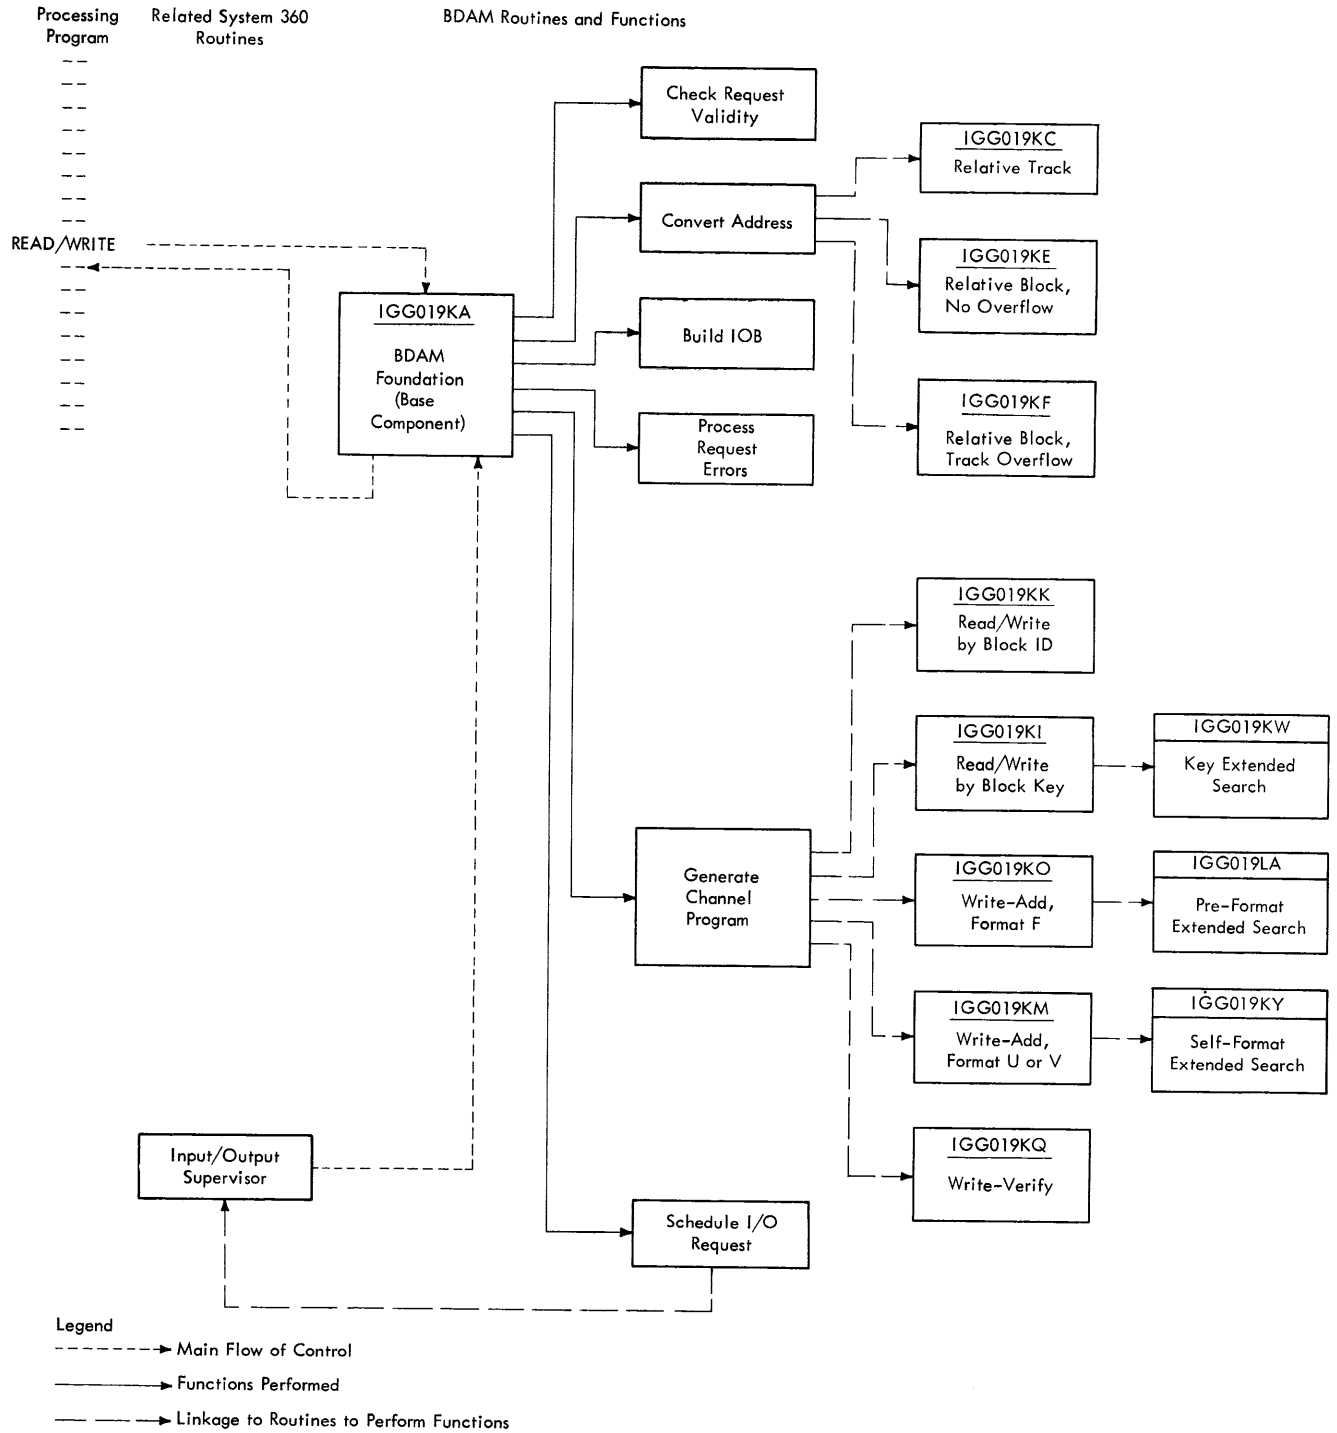 Processing
Program
Related System 360
Routines
BDAM Routines and Functions
READ/WRITE
IGG019KA
BDAM
Foundation
(Base
Component)
Check Request
Validity
Convert Address
Build IOB
Process
Request
Errors
IGG019KC
Relative Track
IGG019KE
Relative Block,
No Overflow
IGG019KF
Relative Block,
Track Overflow
IGG019KK
Read/Write
by Block ID
IGG019KI
Read/Write
by Block Key
IGG019KW
Key Extended
Search
Generate
Channel
Program
IGG019KO
Write-Add,
Format F
IGG019LA
Pre-Format
Extended Search
IGG019KM
Write-Add,
Format U or V
IGG019KY
Self-Format
Extended Search
IGG019KQ
Write-Verify
Input/Output
Supervisor
Schedule I/O
Request
Legend
Main Flow of Control
Functions Performed
Linkage to Routines to Perform Functions